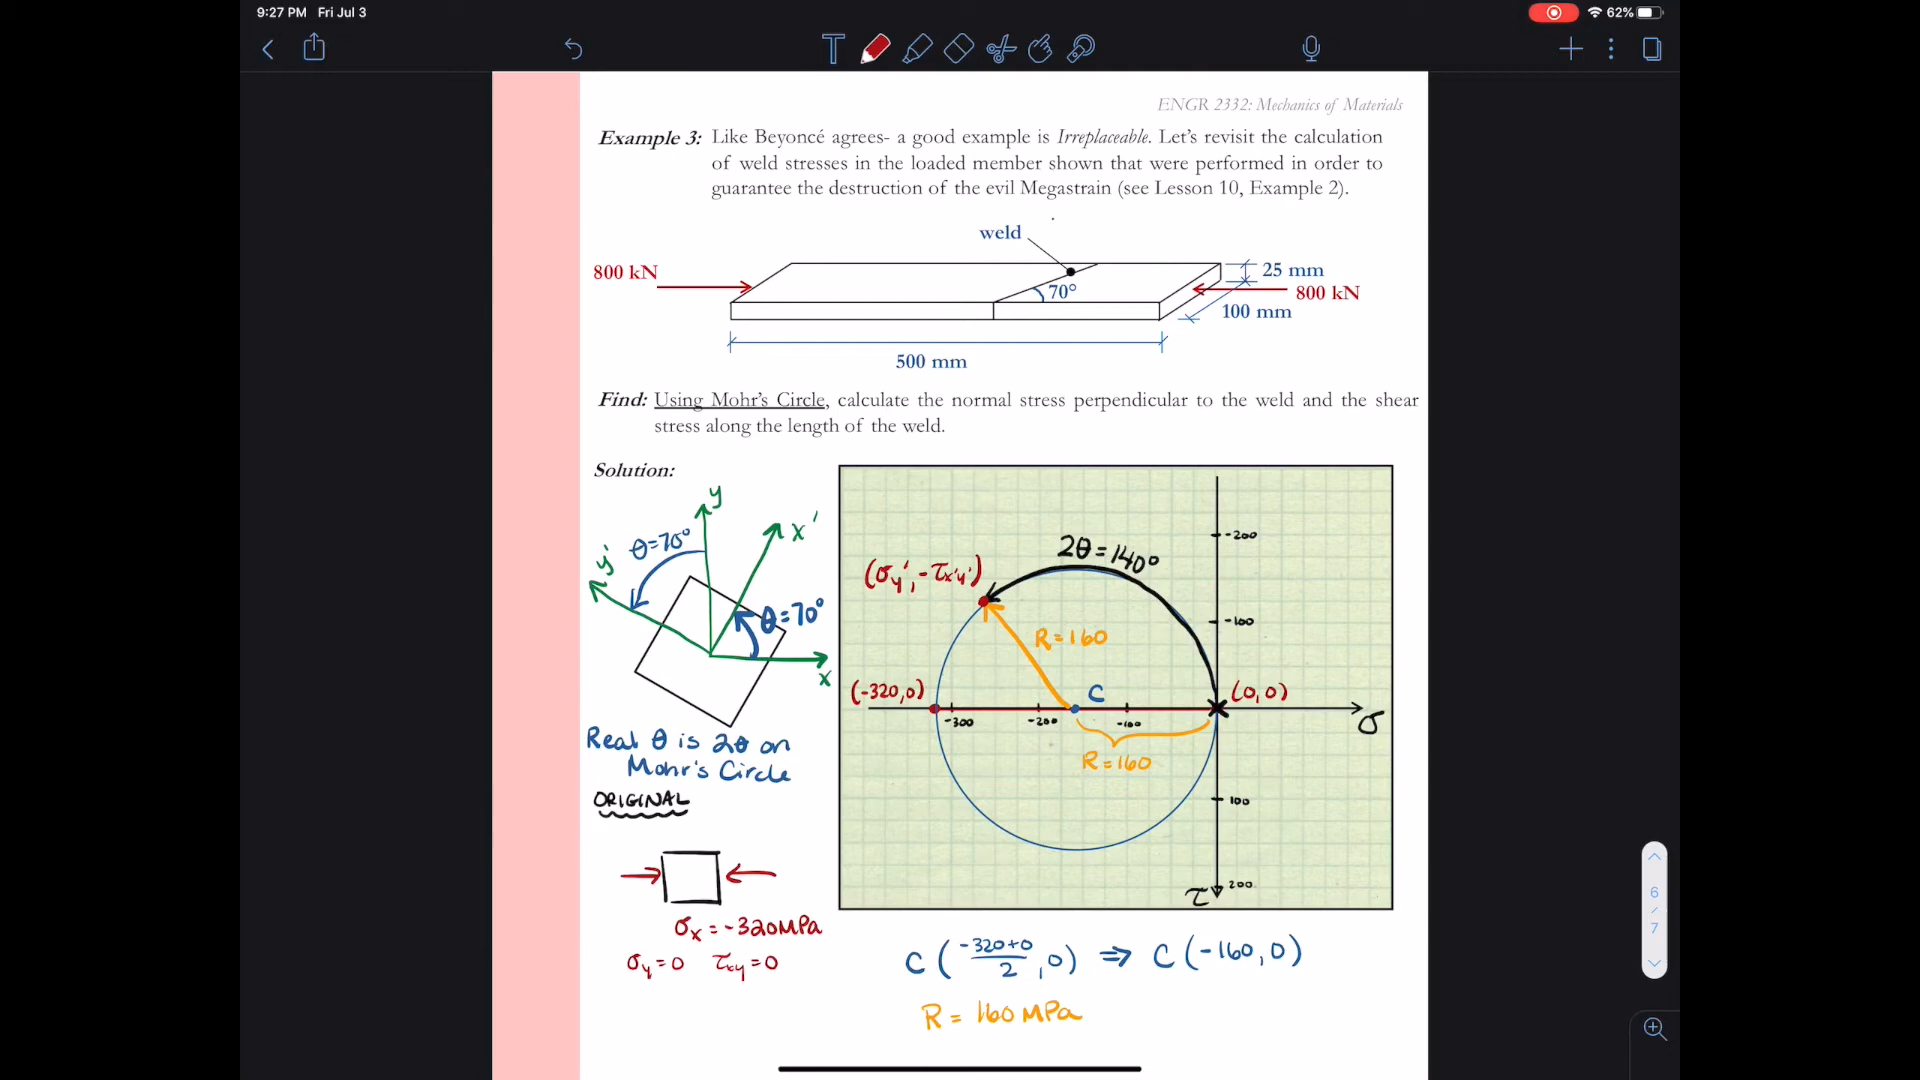 9:27 PM Fri Jul 3
62%
T
ENGR 2332: Mechanics of Materials
Example 3: Like Beyoncé agrees- a good example is Irreplaceable. Let's revisit the calculation
of weld stresses in the loaded member shown that were performed in order to
guarantee the destruction of the evil Megastrain (see Lesson 10, Example 2).
weld
800 kN
70°
25 mm
800 kN
100 mm
500 mm
Find: Using Mohr's Circle, calculate the normal stress perpendicular to the weld and the shear
stress along the length of the weld.
Solution:
y
x'
θ=70°
y'
θ=70°
x
Real θ is 2θ on
Mohr's Circle
ORIGINAL
σx = -320MPa
σy=0 τxy=0
-200
2θ=140°
(σy', -τx'y')
-100
R=160
(-320,0)
C
(0,0)
-300
-200
-100
σ
R=160
100
τ
200
C (-320+0/2, 0) ⇒ C (-160,0)
R = 160 MPa
6
/
7